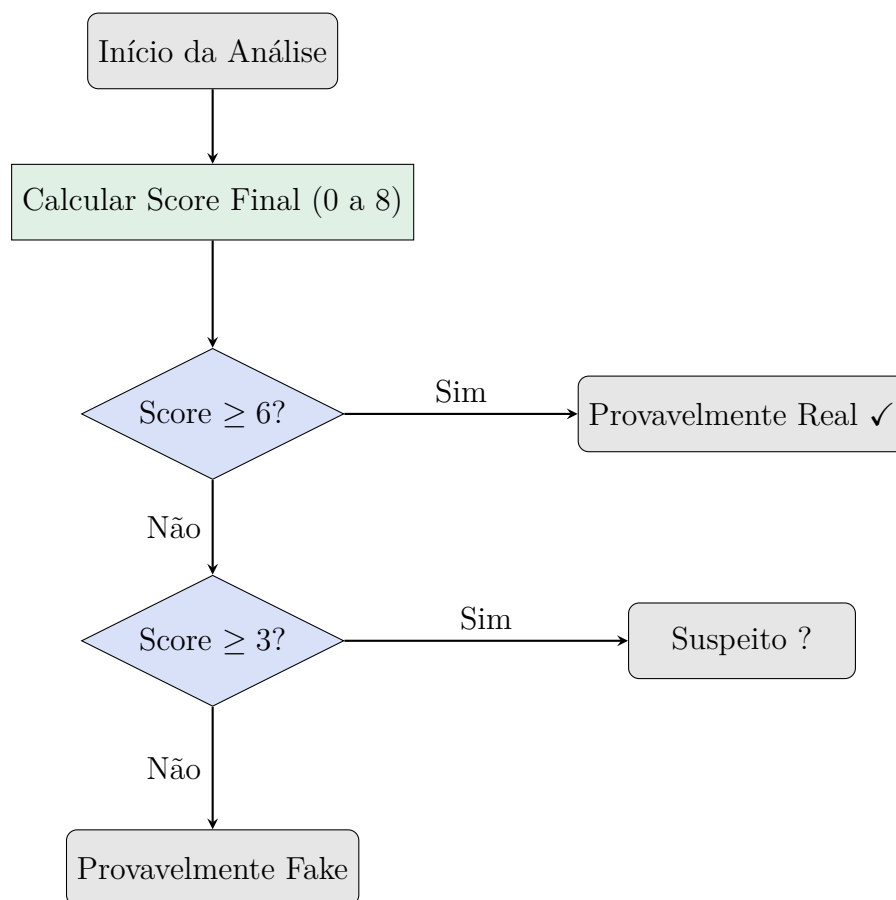 Início da Análise
Calcular Score Final (0 a 8)
Score ≥ 6?
Sim
Provavelmente Real ✓
Não
Score ≥ 3?
Sim
Suspeito ?
Não
Provavelmente Fake